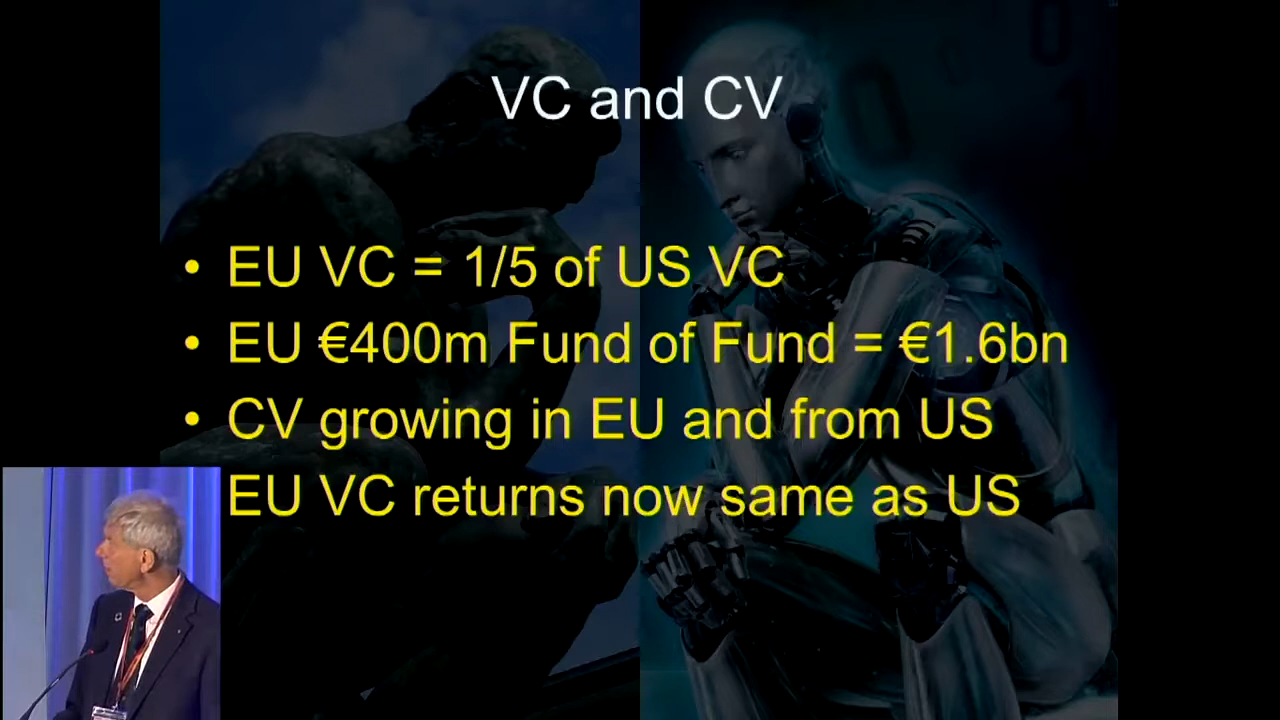 VC and CV
• EU VC = 1/5 of US VC
• EU €400m Fund of Fund = €1.6bn
• CV growing in EU and from US
EU VC returns now same as US